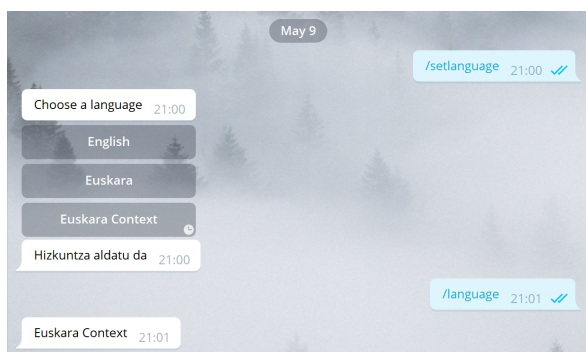 May 9
/setlanguage 21:00
Choose a language 21:00
English
Euskara
Euskara Context
Hizkuntza aldatu da 21:00
/language 21:01
Euskara Context 21:01